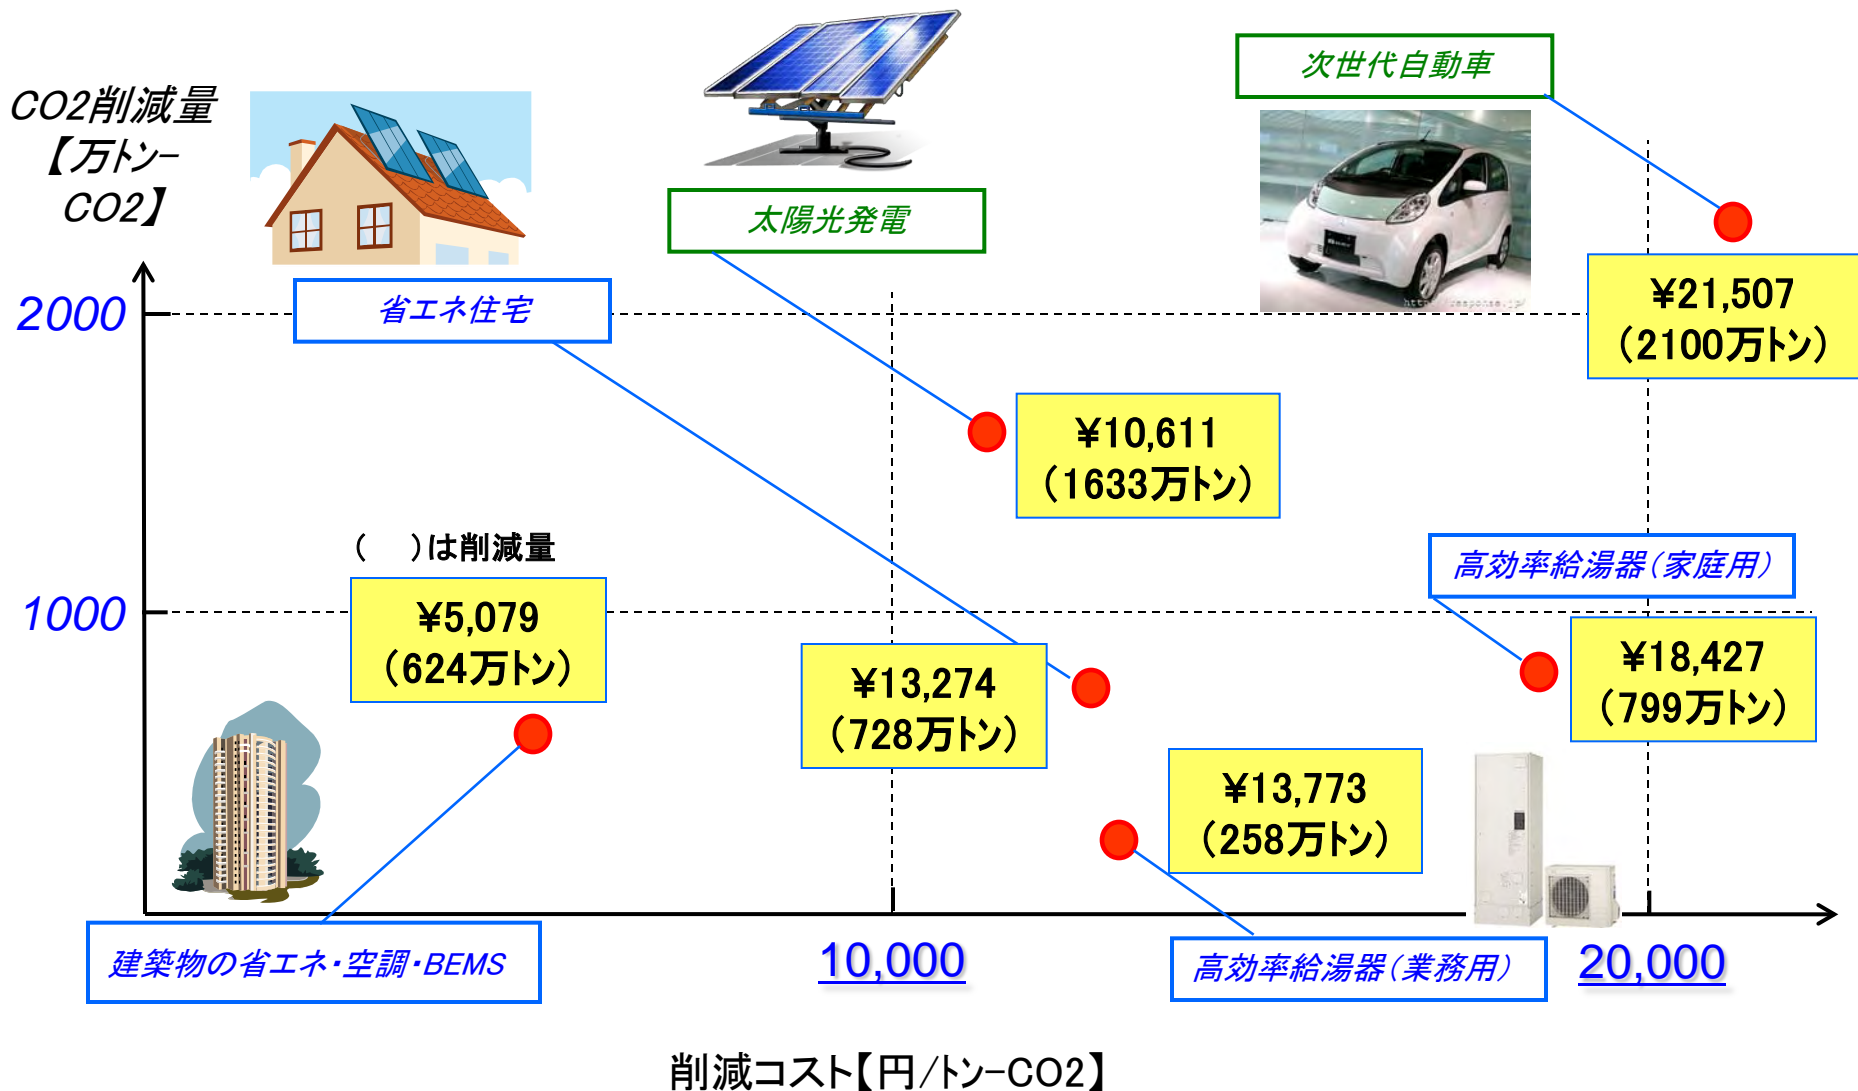 次世代自動車
CO2削減量
【万トン-
CO2】
太陽光発電
省エネ住宅
2000
http://response.jp/
¥21,507
(2100万トン)
¥10,611
(1633万トン)
(　)は削減量
高効率給湯器(家庭用)
1000
¥5,079
(624万トン)
¥13,274
(728万トン)
¥18,427
(799万トン)
¥13,773
(258万トン)
建築物の省エネ・空調・BEMS
10,000
高効率給湯器(業務用)
20,000
削減コスト【円/トン-CO2】